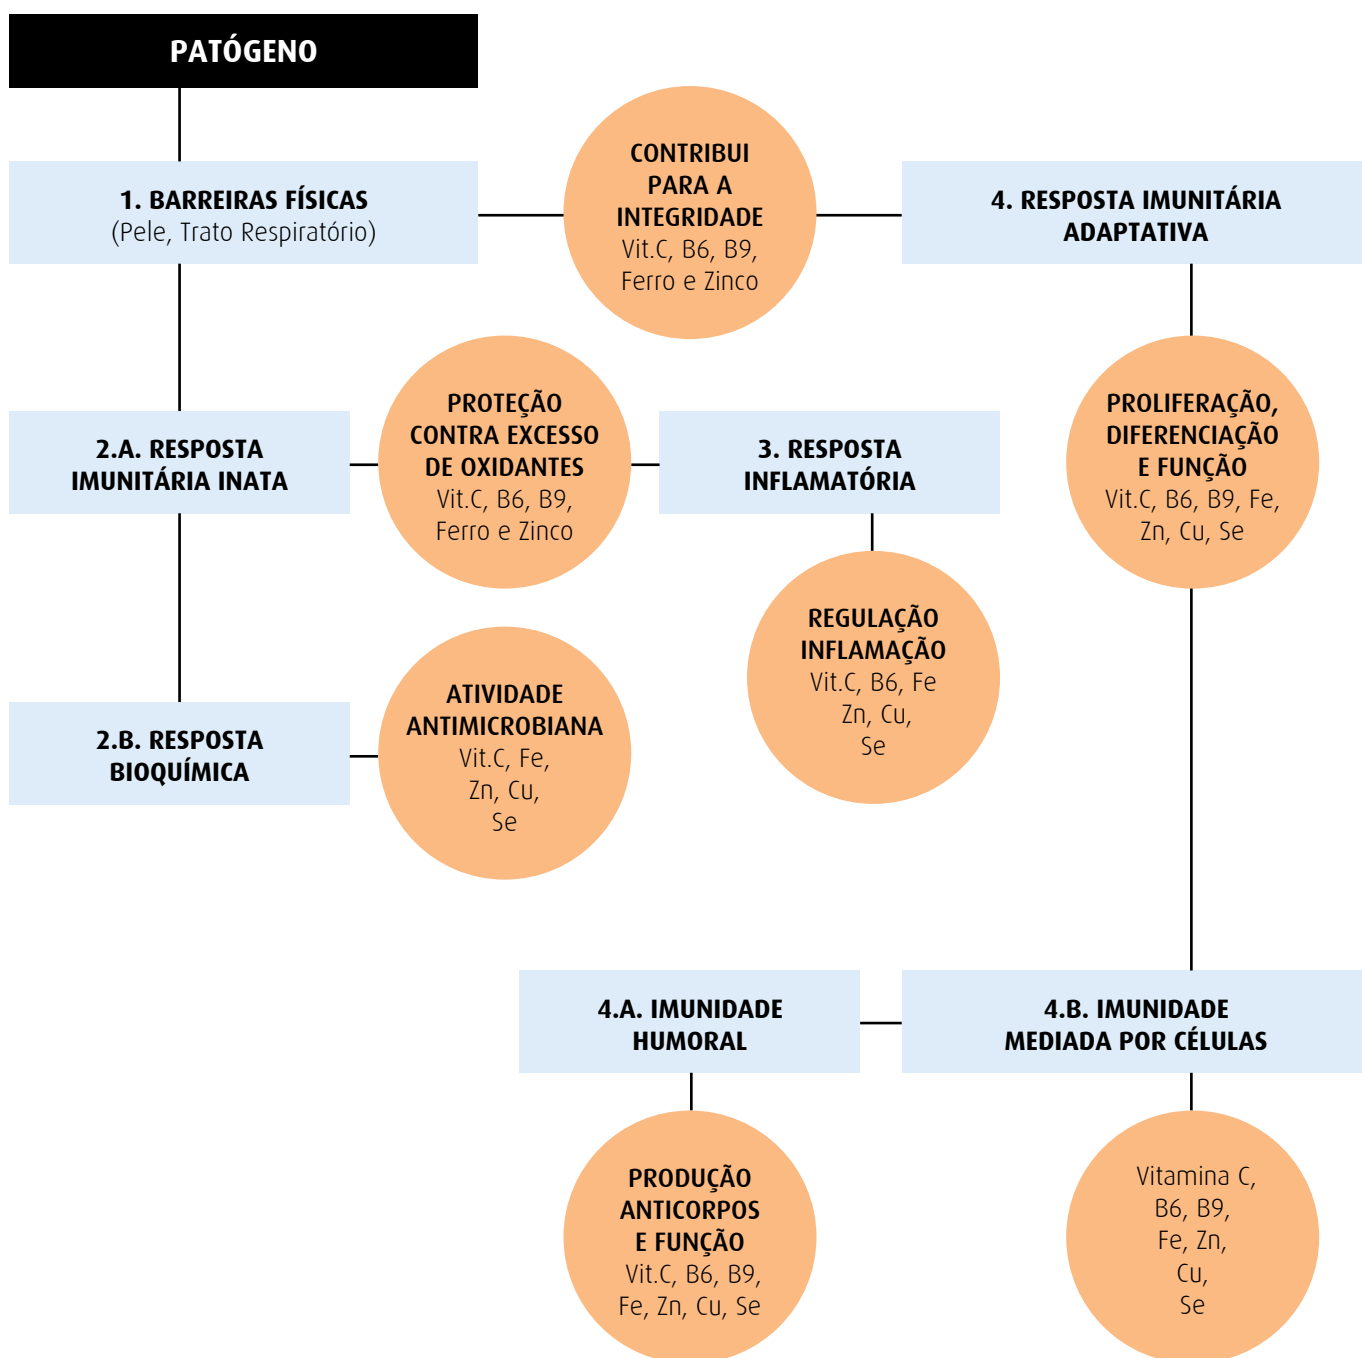 PATÓGENO
1. BARREIRAS FÍSICAS
(Pele, Trato Respiratório)
CONTRIBUI
PARA A
INTEGRIDADE
Vit.C, B6, B9,
Ferro e Zinco
4. RESPOSTA IMUNITÁRIA
ADAPTATIVA
2.A. RESPOSTA
IMUNITÁRIA INATA
PROTEÇÃO
CONTRA EXCESSO
DE OXIDANTES
Vit.C, B6, B9,
Ferro e Zinco
3. RESPOSTA
INFLAMATÓRIA
PROLIFERAÇÃO,
DIFERENCIAÇÃO
E FUNÇÃO
Vit.C, B6, B9, Fe,
Zn, Cu, Se
REGULAÇÃO
INFLAMAÇÃO
Vit.C, B6, Fe
Zn, Cu,
Se
2.B. RESPOSTA
BIOQUÍMICA
ATIVIDADE
ANTIMICROBIANA
Vit.C, Fe,
Zn, Cu,
Se
4.A. IMUNIDADE
HUMORAL
4.B. IMUNIDADE
MEDIADA POR CÉLULAS
PRODUÇÃO
ANTICORPOS
E FUNÇÃO
Vit.C, B6, B9,
Fe, Zn, Cu, Se
Vitamina C,
B6, B9,
Fe, Zn,
Cu,
Se